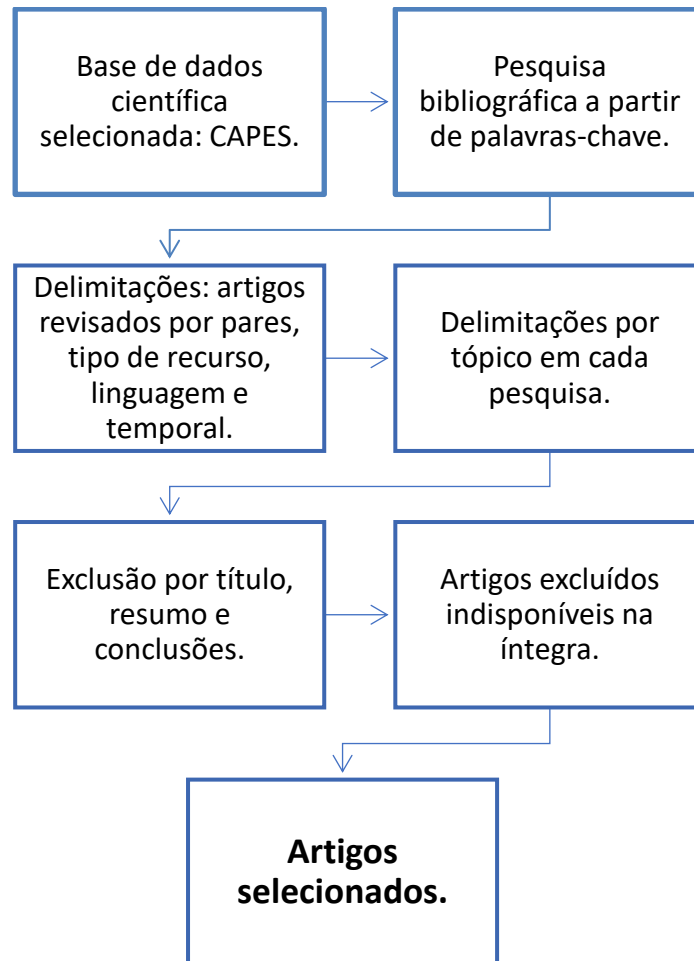 Base de dados
científica
selecionada: CAPES.
Pesquisa
bibliográfica a partir
de palavras-chave.
Delimitações: artigos
revisados por pares,
tipo de recurso,
linguagem e
temporal.
Delimitações por
tópico em cada
pesquisa.
Exclusão por título,
resumo e
conclusões.
Artigos excluídos
indisponíveis na
íntegra.
Artigos
selecionados.